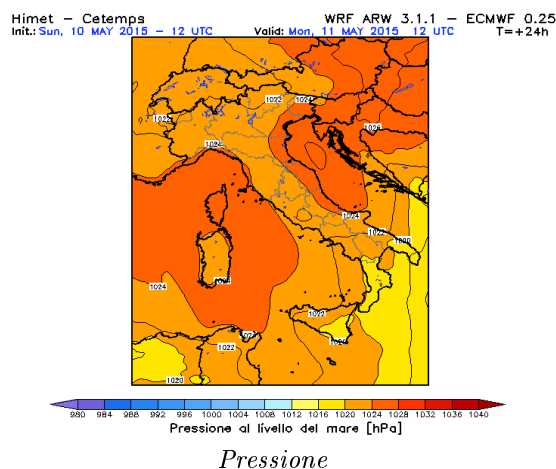 Himet – Cetemps WRF ARW 3.1.1 – ECMWF 0.25
Init.: Sun, 10 MAY 2015 – 12 UTC Valid: Mon, 11 MAY 2015 12 UTC T=+24h
1022 1024
1024
1026
1024
1024
1022
1020
1024
1024
1022
1022
1020
1020
980 984 988 992 996 1000 1004 1008 1012 1016 1020 1024 1028 1032 1036 1040
Pressione al livello del mare [hPa]
Pressione